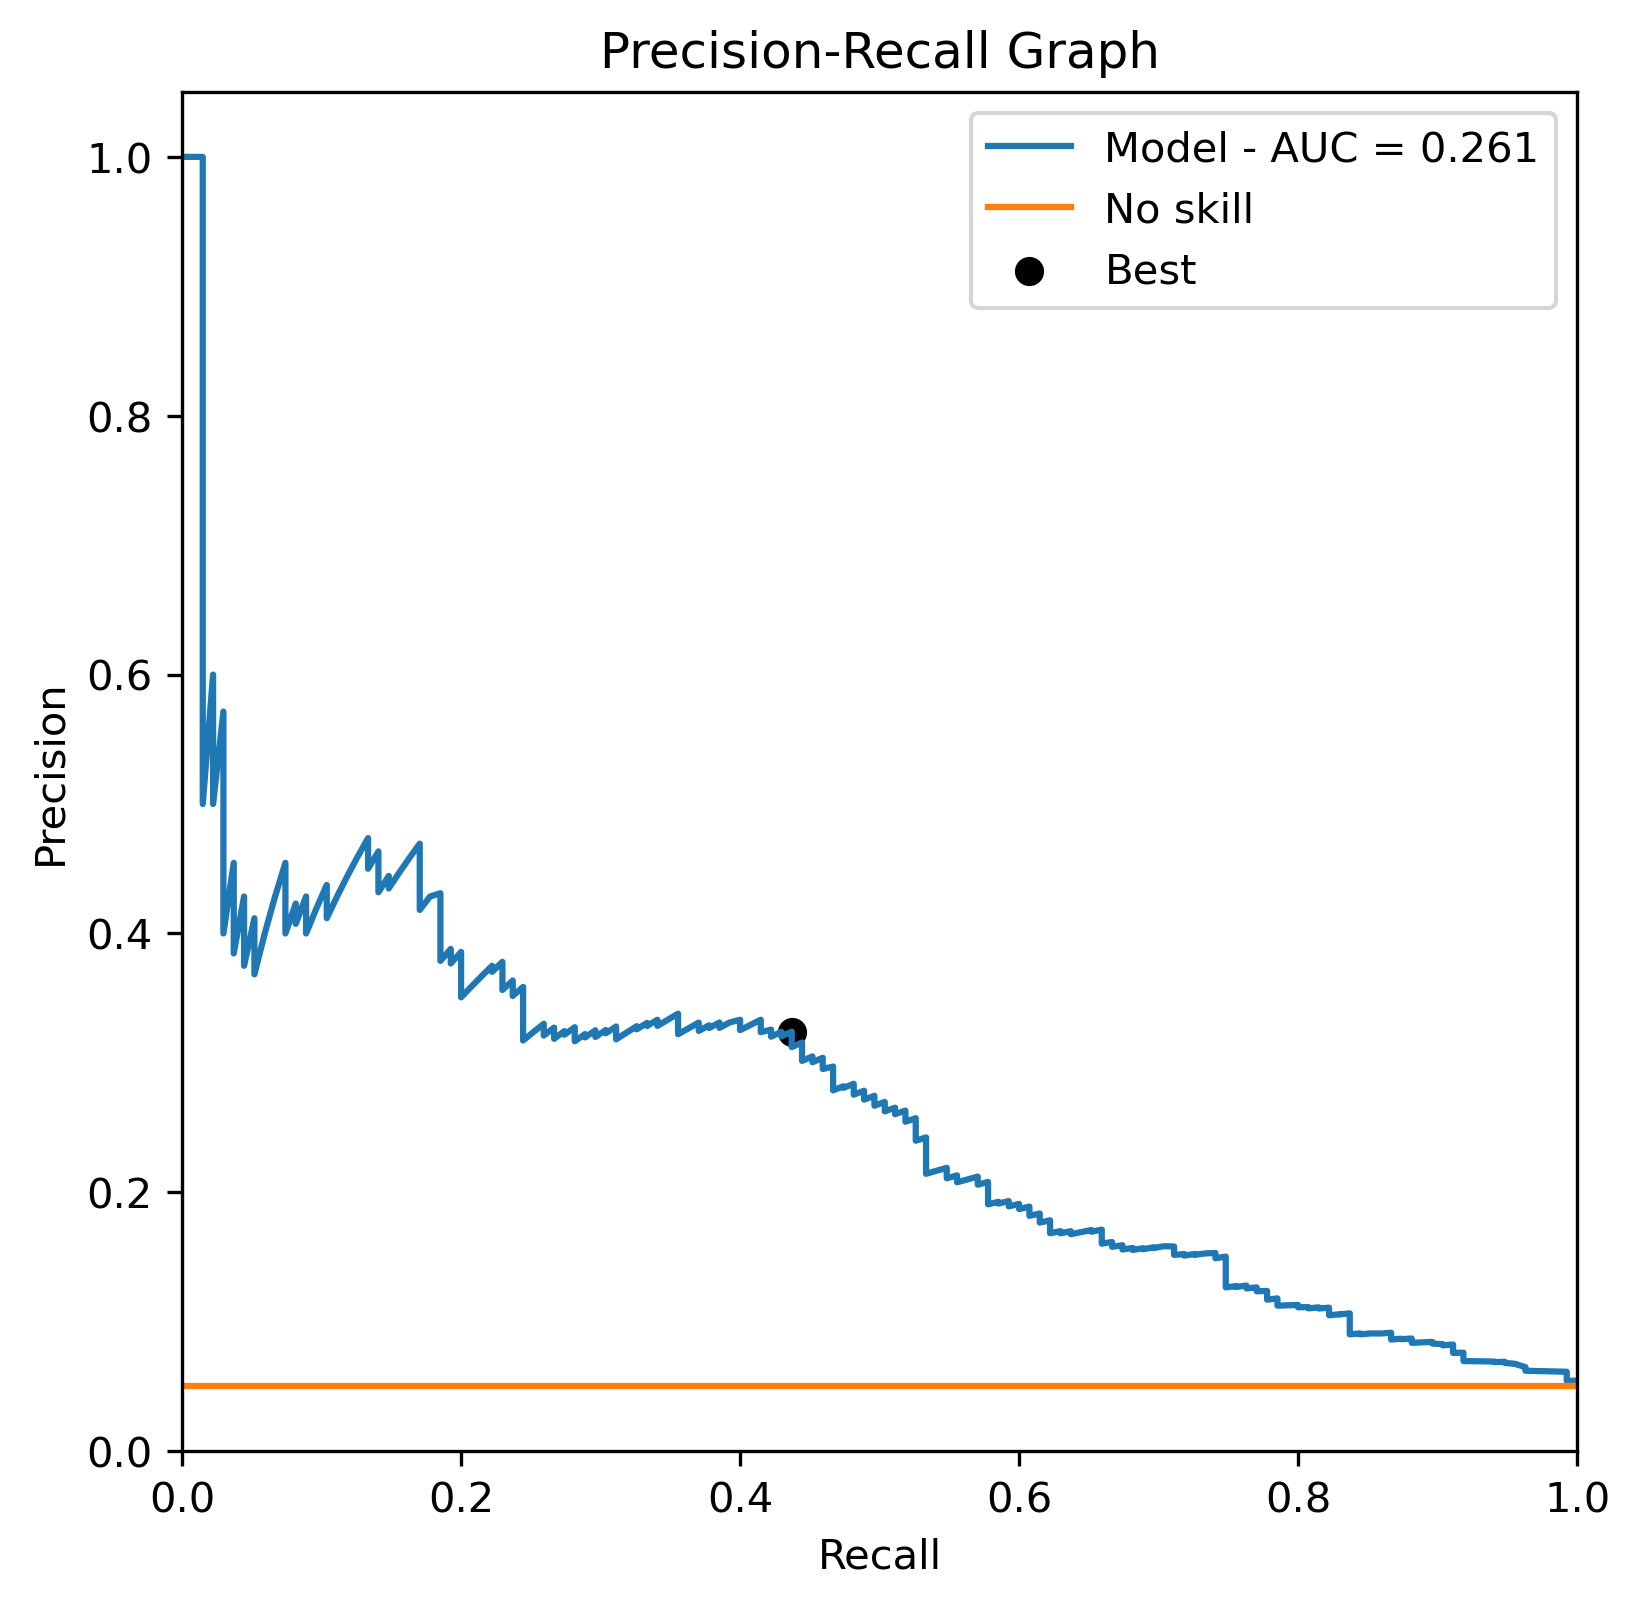 Precision-Recall Graph
Model - AUC = 0.261
No skill
Best
1.0
0.8
0.6
0.4
0.2
0.0
Precision
0.0 0.2 0.4 0.6 0.8 1.0
Recall